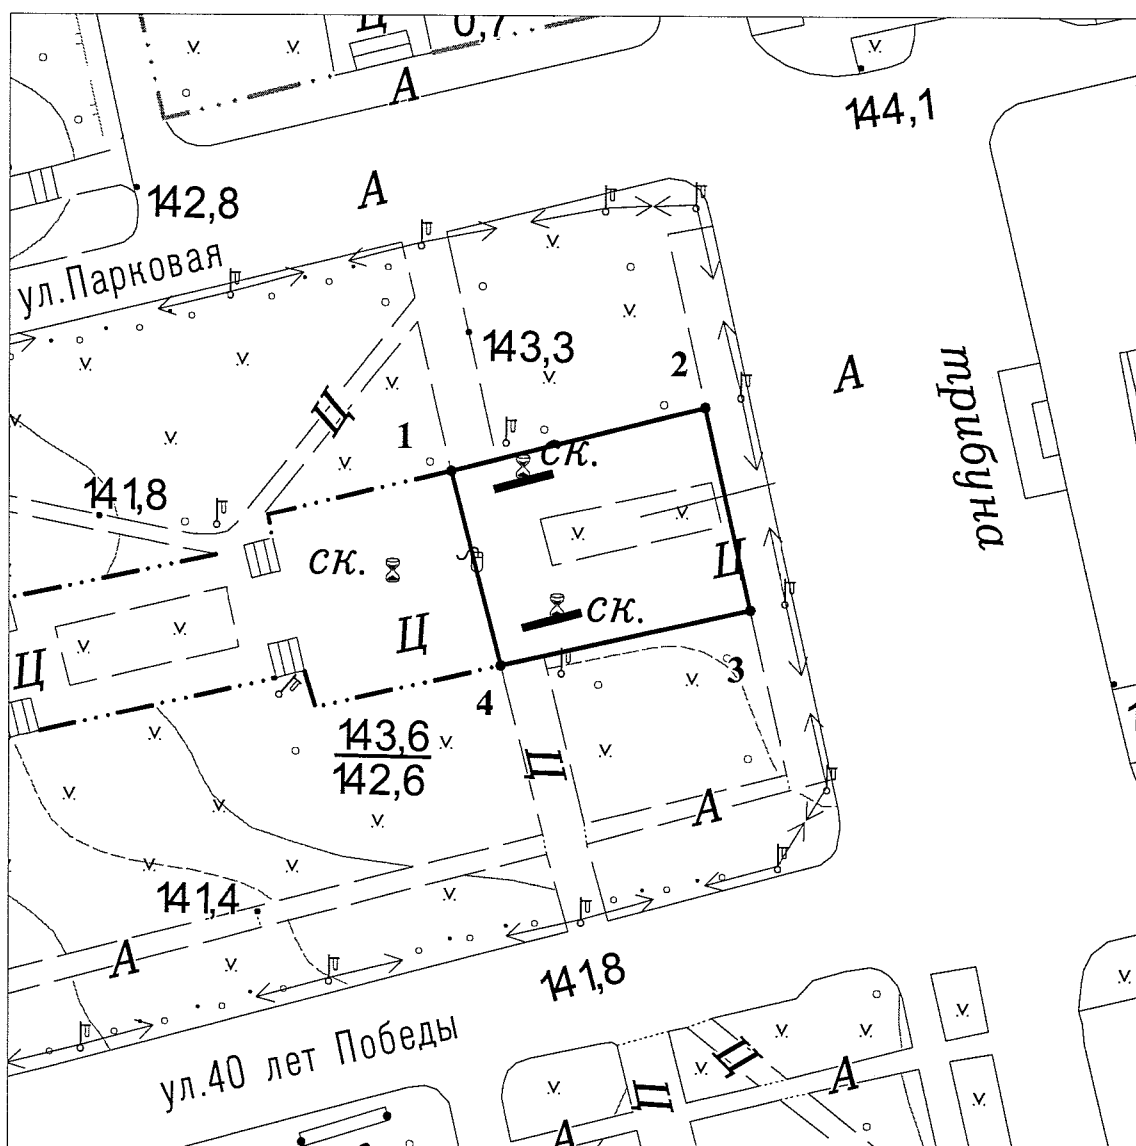 Ц
0,7
А
144,1
А
142,8
ул.Парковая
143,3
2
А
трибуна
Ц
1
ск.
141,8
ск.
Ц
ск.
Ц
Ц
3
4
143,6
142,6
Ц
А
141,4
А
141,8
ул.40 лет Победы
Ц
А
Ц
А